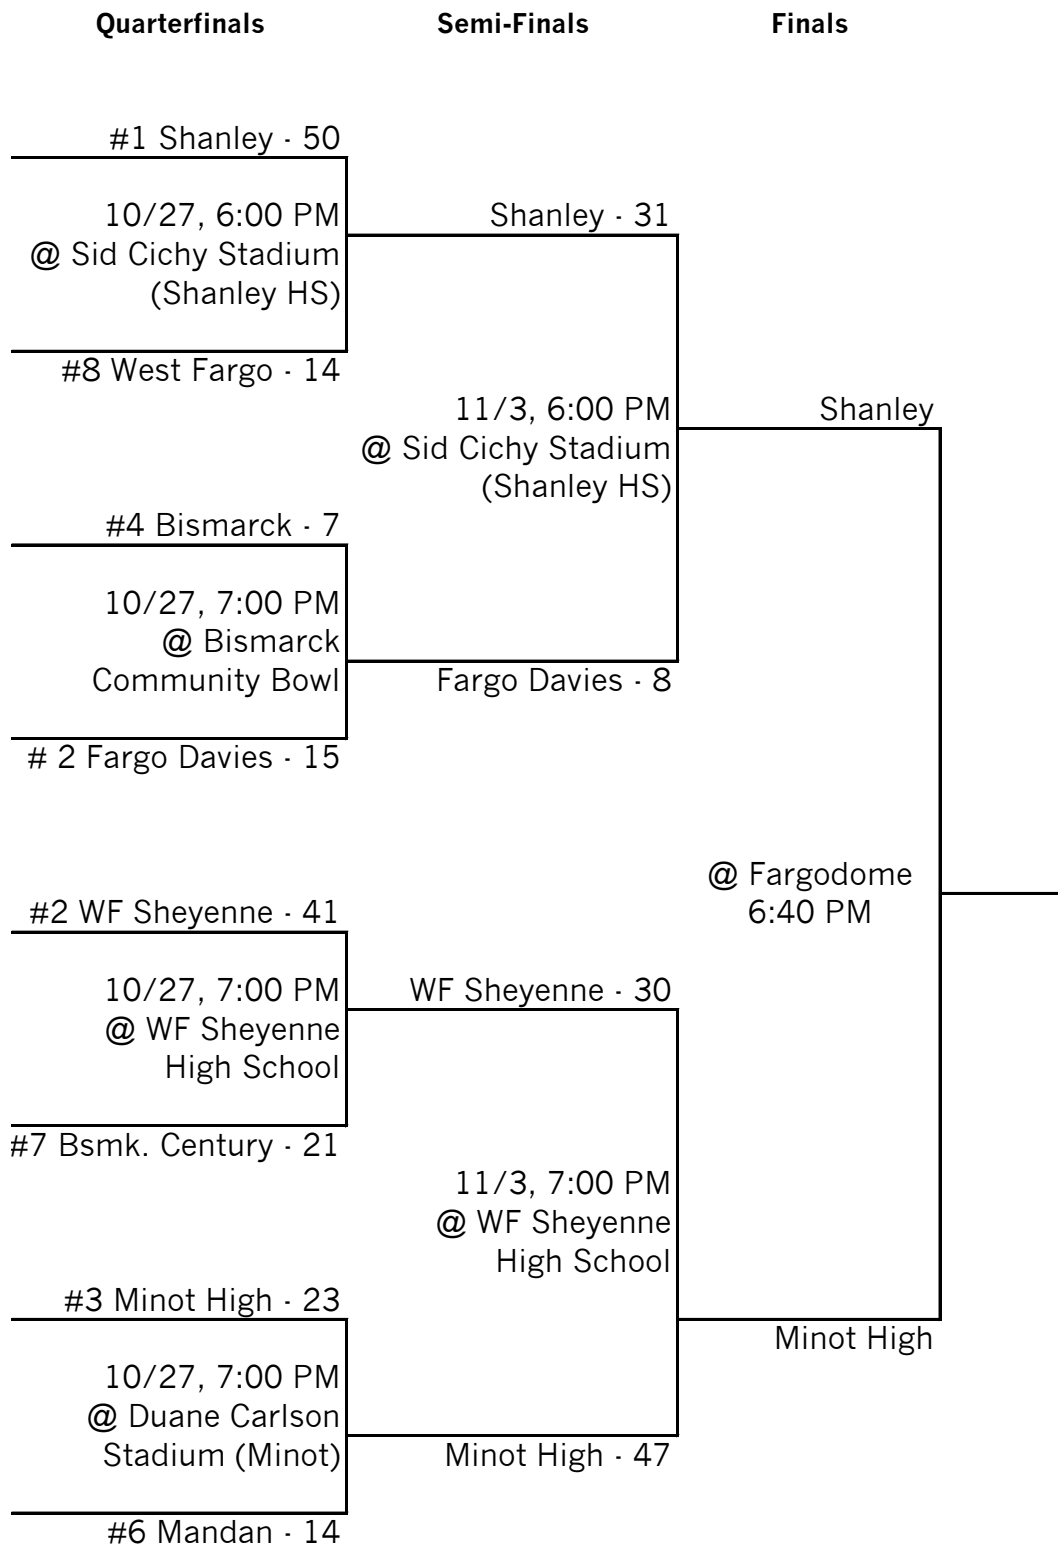 Quarterfinals
Semi-Finals
Finals
#1 Shanley - 50
10/27, 6:00 PM
@ Sid Cichy Stadium
(Shanley HS)
#8 West Fargo - 14
#4 Bismarck - 7
10/27, 7:00 PM
@ Bismarck
Community Bowl
# 2 Fargo Davies - 15
#2 WF Sheyenne - 41
10/27, 7:00 PM
@ WF Sheyenne
High School
#7 Bsmk. Century - 21
#3 Minot High - 23
10/27, 7:00 PM
@ Duane Carlson
Stadium (Minot)
#6 Mandan - 14
Shanley - 31
11/3, 6:00 PM
@ Sid Cichy Stadium
(Shanley HS)
Fargo Davies - 8
WF Sheyenne - 30
11/3, 7:00 PM
@ WF Sheyenne
High School
Minot High - 47
Shanley
@ Fargodome
6:40 PM
Minot High